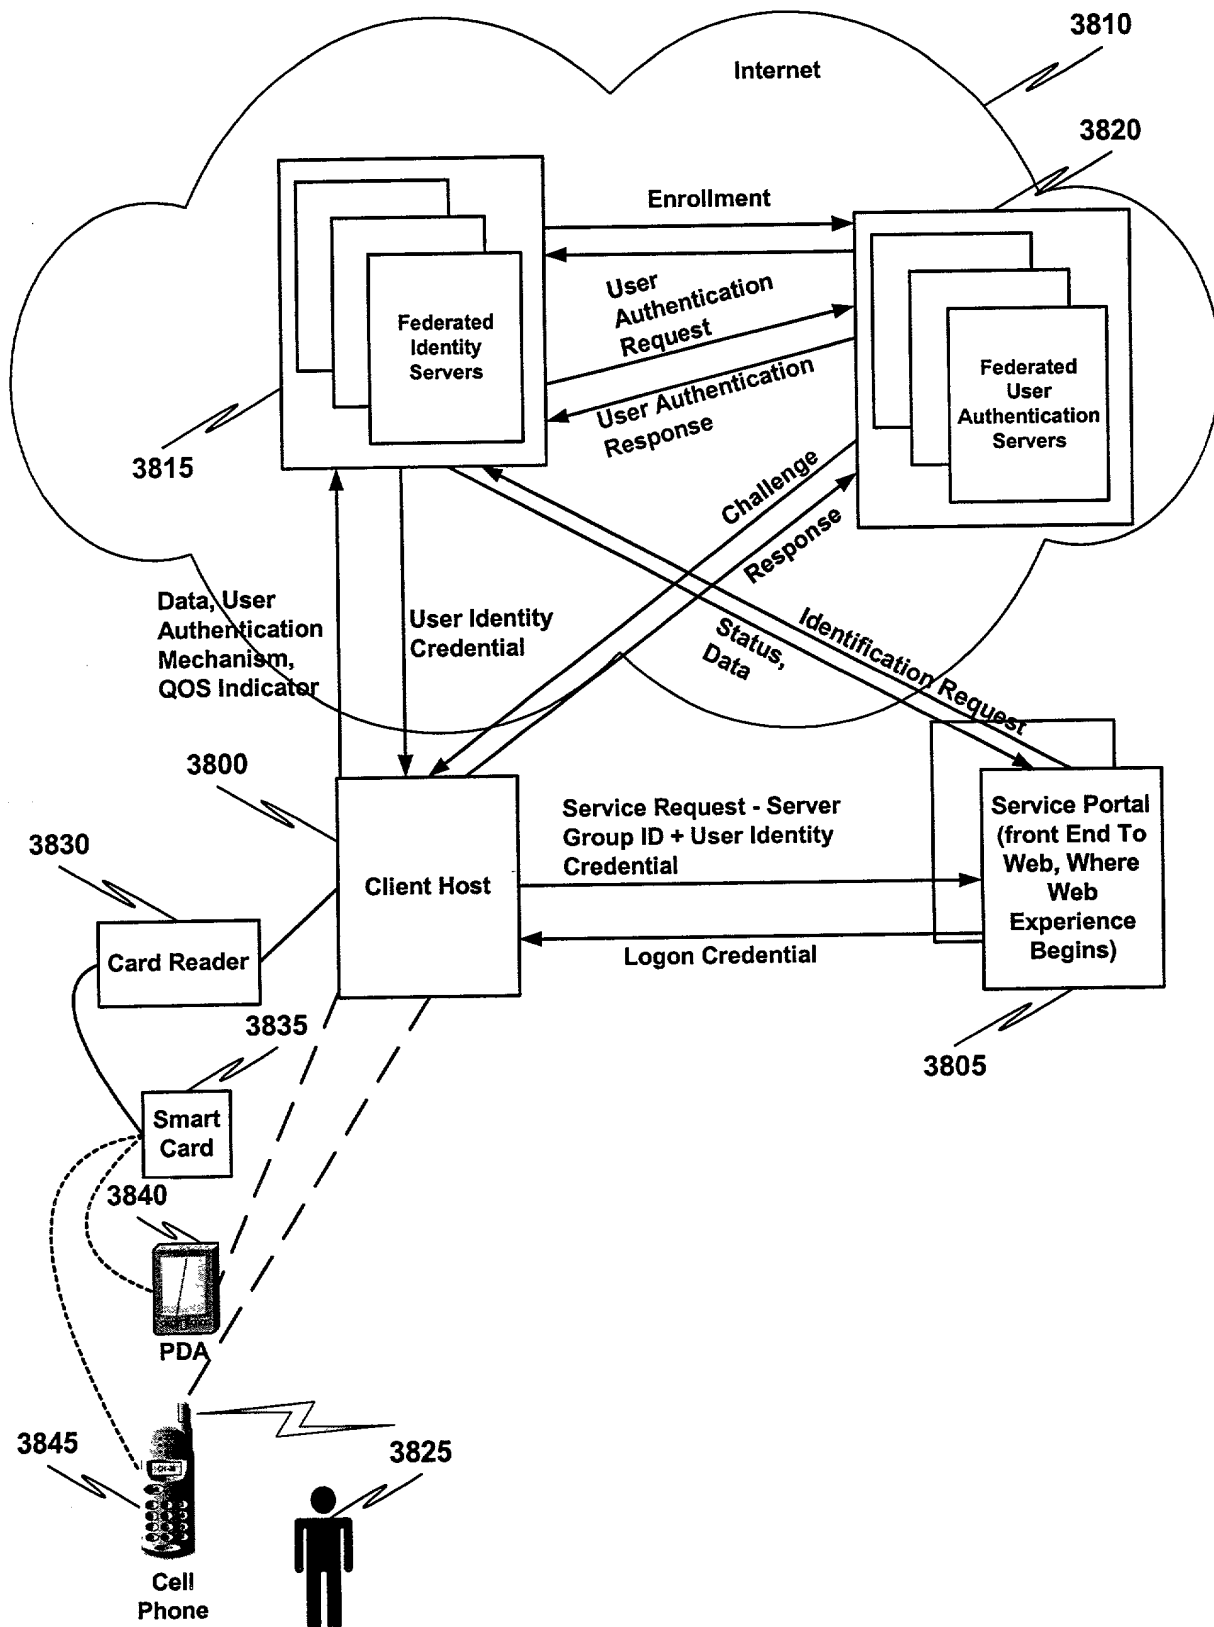 3810
Internet
3820
Enrollment
User
Authentication
Request
Federated
Identity
Servers
Federated
User
Authentication
Servers
User Authentication
Response
3815
Challenge
Response
Data, User
Authentication
Mechanism,
QOS Indicator
User Identity
Credential
Status,
Data
Identification Request
3800
Service Request - Server
Group ID + User Identity
Credential
Service Portal
(front End To
Web, Where
Web
Experience
Begins)
3830
Client Host
Card Reader
Logon Credential
3835
3805
Smart
Card
3840
PDA
3845
3825
Cell
Phone